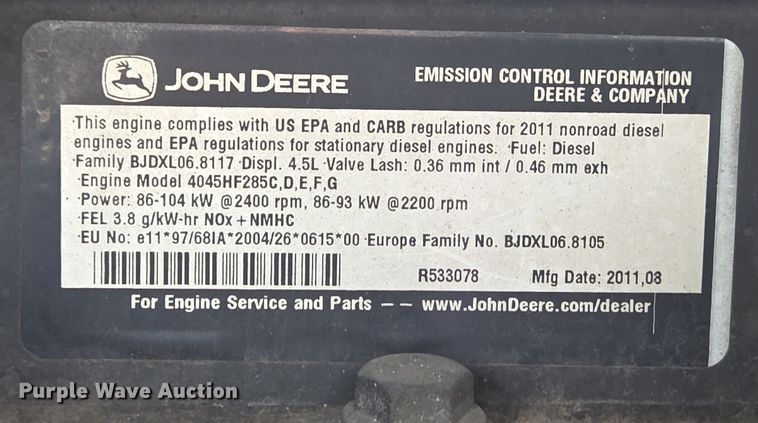 JOHN DEERE
EMISSION CONTROL INFORMATION
DEERE & COMPANY
·This engine complies with US EPA and CARB regulations for 2011 nonroad diesel
engines and EPA regulations for stationary diesel engines. ·Fuel: Diesel
·Family BJDXL06.8117 ·Displ. 4.5L ·Valve Lash: 0.36 mm int / 0.46 mm exh
·Engine Model 4045HF285C,D,E,F,G
·Power: 86-104 kW @2400 rpm, 86-93 kW @2200 rpm
·FEL 3.8 g/kW-hr NOx + NMHC
·EU No: e11*97/68IA*2004/26*0615*00 ·Europe Family No. BJDXL06.8105
R533078 Mfg Date: 2011,08
For Engine Service and Parts –– www.JohnDeere.com/dealer
Purple Wave Auction